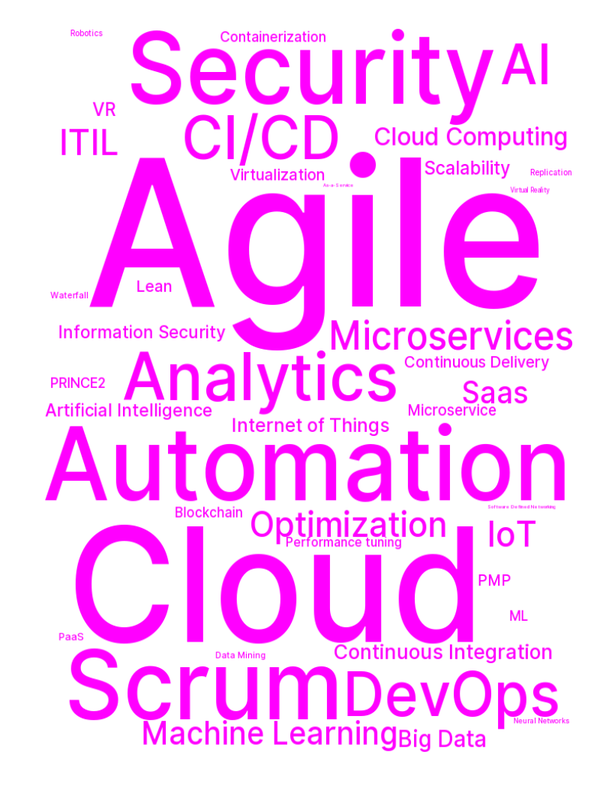 Robotics
Containerization
Security
AI
VR
CI/CD
ITIL
Cloud Computing
Virtualization
Scalability
Replication
As-a-Service
Virtual Reality
Agile
Lean
Waterfall
Information Security
Microservices
Analytics
Continuous Delivery
PRINCE2
Saas
Artificial Intelligence
Microservice
Internet of Things
Automation
Software-Defined Networking
Blockchain
Optimization
IoT
Performance tuning
Cloud
PMP
ML
PaaS
Continuous Integration
Data Mining
Scrum
DevOps
Neural Networks
Machine Learning
Big Data